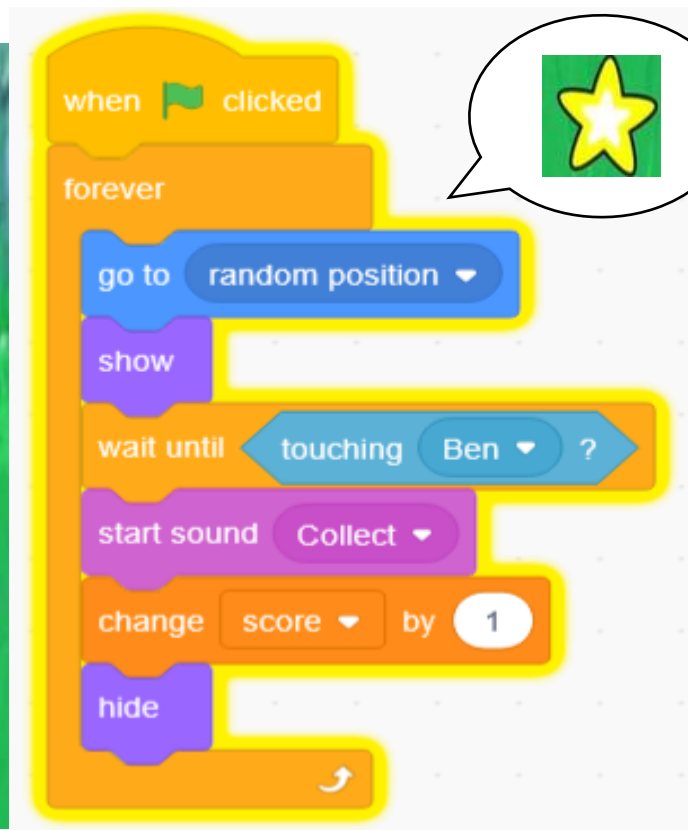 when clicked
forever
go to random position
show
wait until touching Ben ?
start sound Collect
change score by 1
hide